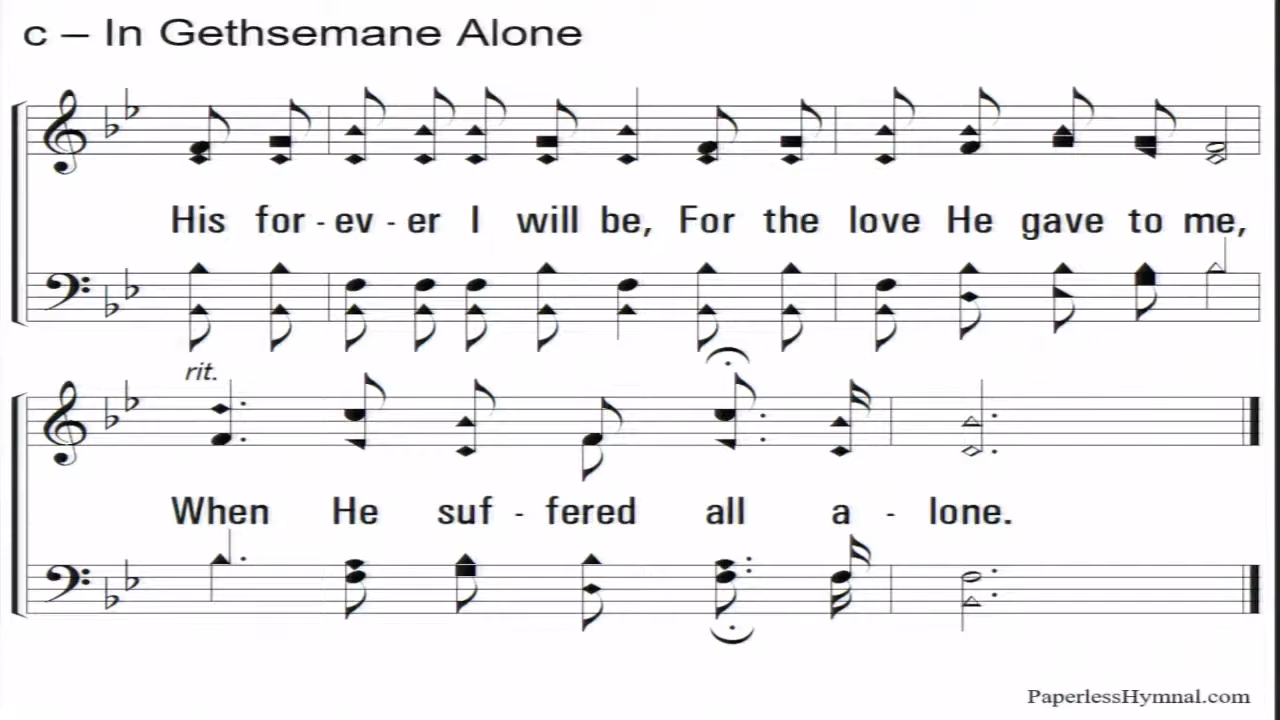 c – In Gethsemane Alone
His for - ev - er I will be, For the love He gave to me,
rit.
When He suf - fered all a - lone.
PaperlessHymnal.com